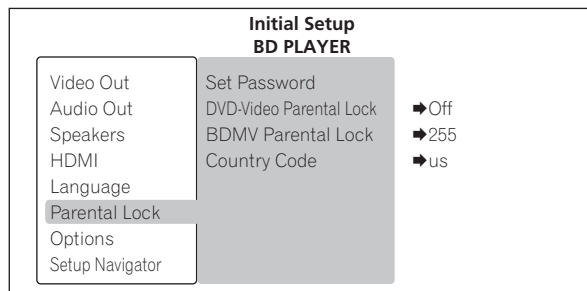 Initial Setup
BD PLAYER
Video Out
Audio Out
Speakers
HDMI
Language
Parental Lock
Options
Setup Navigator
Set Password
DVD-Video Parental Lock ➡Off
BDMV Parental Lock ➡255
Country Code ➡us